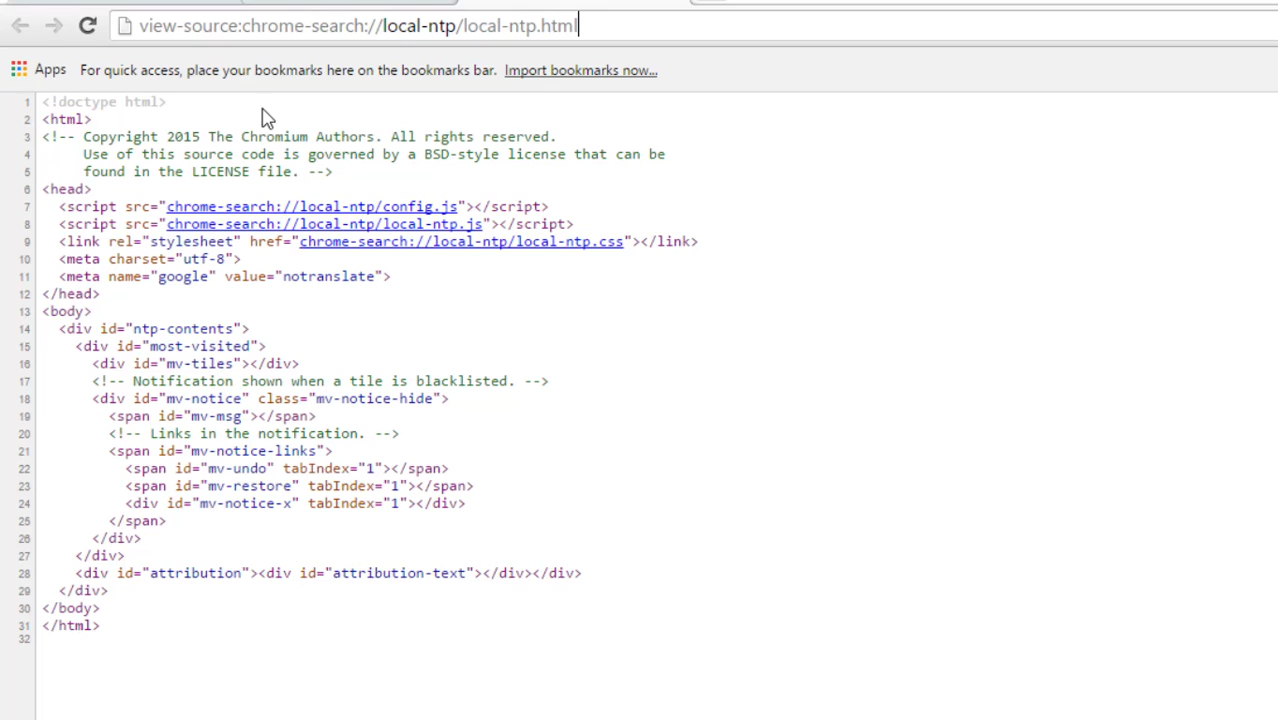 view-source:chrome-search://local-ntp/local-ntp.html
Apps For quick access, place your bookmarks here on the bookmarks bar. Import bookmarks now...
1 <!doctype html>
2 <html>
3 <!-- Copyright 2015 The Chromium Authors. All rights reserved.
4 Use of this source code is governed by a BSD-style license that can be
5 found in the LICENSE file. -->
6 <head>
7 <script src="chrome-search://local-ntp/config.js"></script>
8 <script src="chrome-search://local-ntp/local-ntp.js"></script>
9 <link rel="stylesheet" href="chrome-search://local-ntp/local-ntp.css"></link>
10 <meta charset="utf-8">
11 <meta name="google" value="notranslate">
12 </head>
13 <body>
14 <div id="ntp-contents">
15 <div id="most-visited">
16 <div id="mv-tiles"></div>
17 <!-- Notification shown when a tile is blacklisted. -->
18 <div id="mv-notice" class="mv-notice-hide">
19 <span id="mv-msg"></span>
20 <!-- Links in the notification. -->
21 <span id="mv-notice-links">
22 <span id="mv-undo" tabIndex="1"></span>
23 <span id="mv-restore" tabIndex="1"></span>
24 <div id="mv-notice-x" tabIndex="1"></div>
25 </span>
26 </div>
27 </div>
28 <div id="attribution"><div id="attribution-text"></div></div>
29 </div>
30 </body>
31 </html>
32